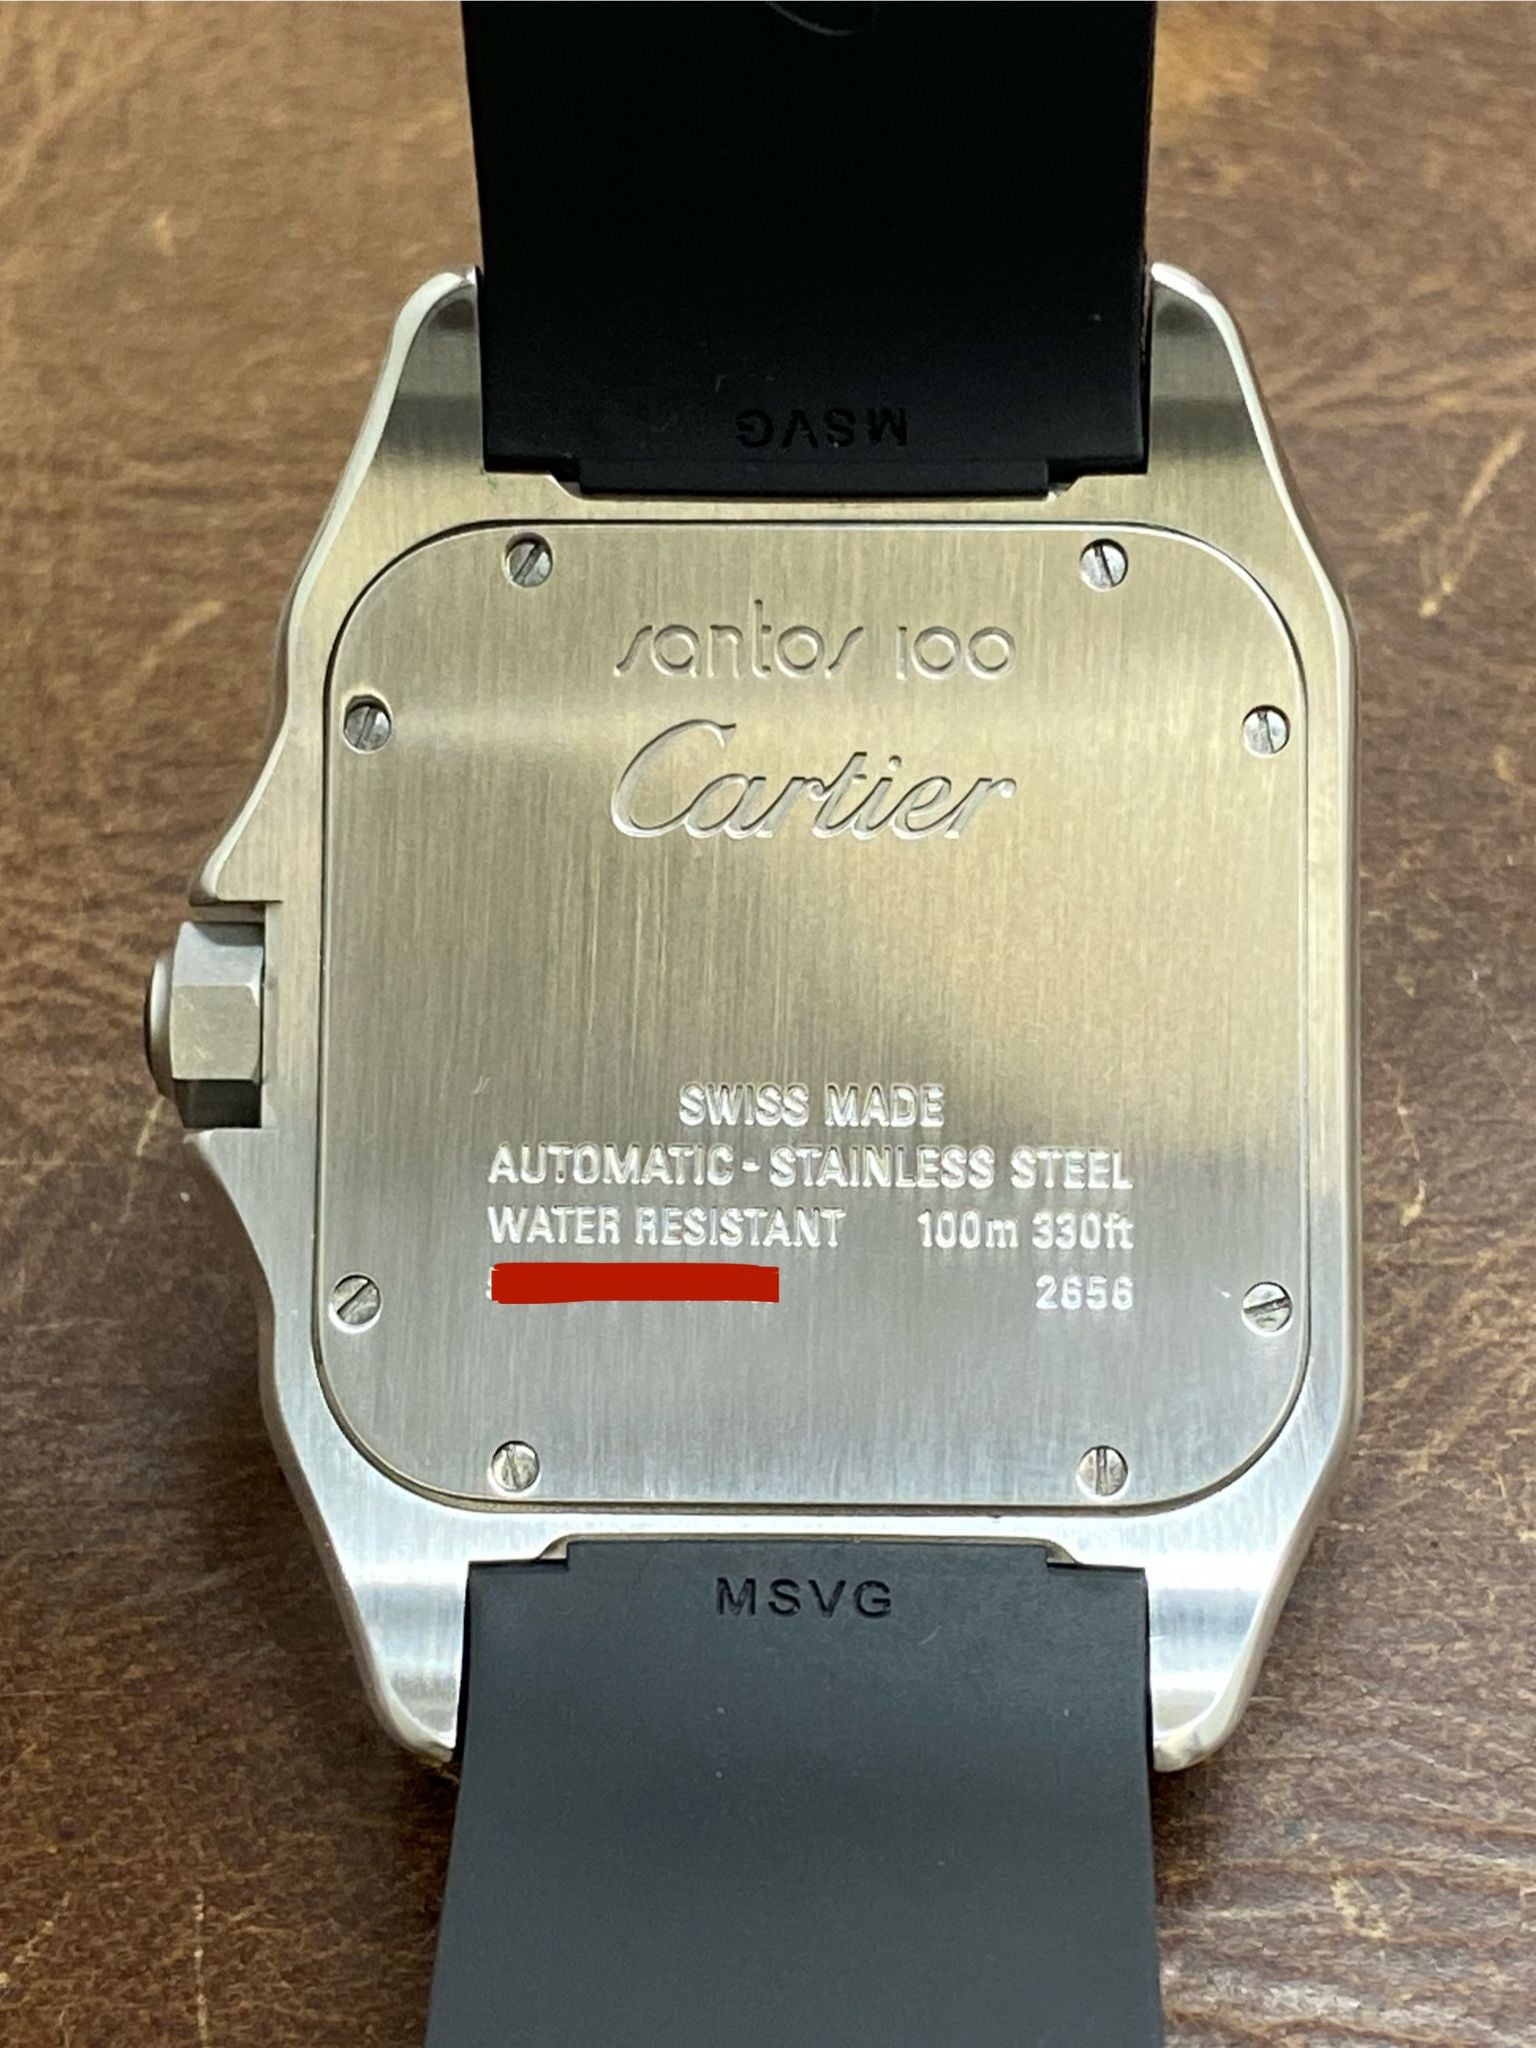 MSVG
santos 100
Cartier
SWISS MADE
AUTOMATIC - STAINLESS STEEL
WATER RESISTANT 100m 330ft
2656
MSVG